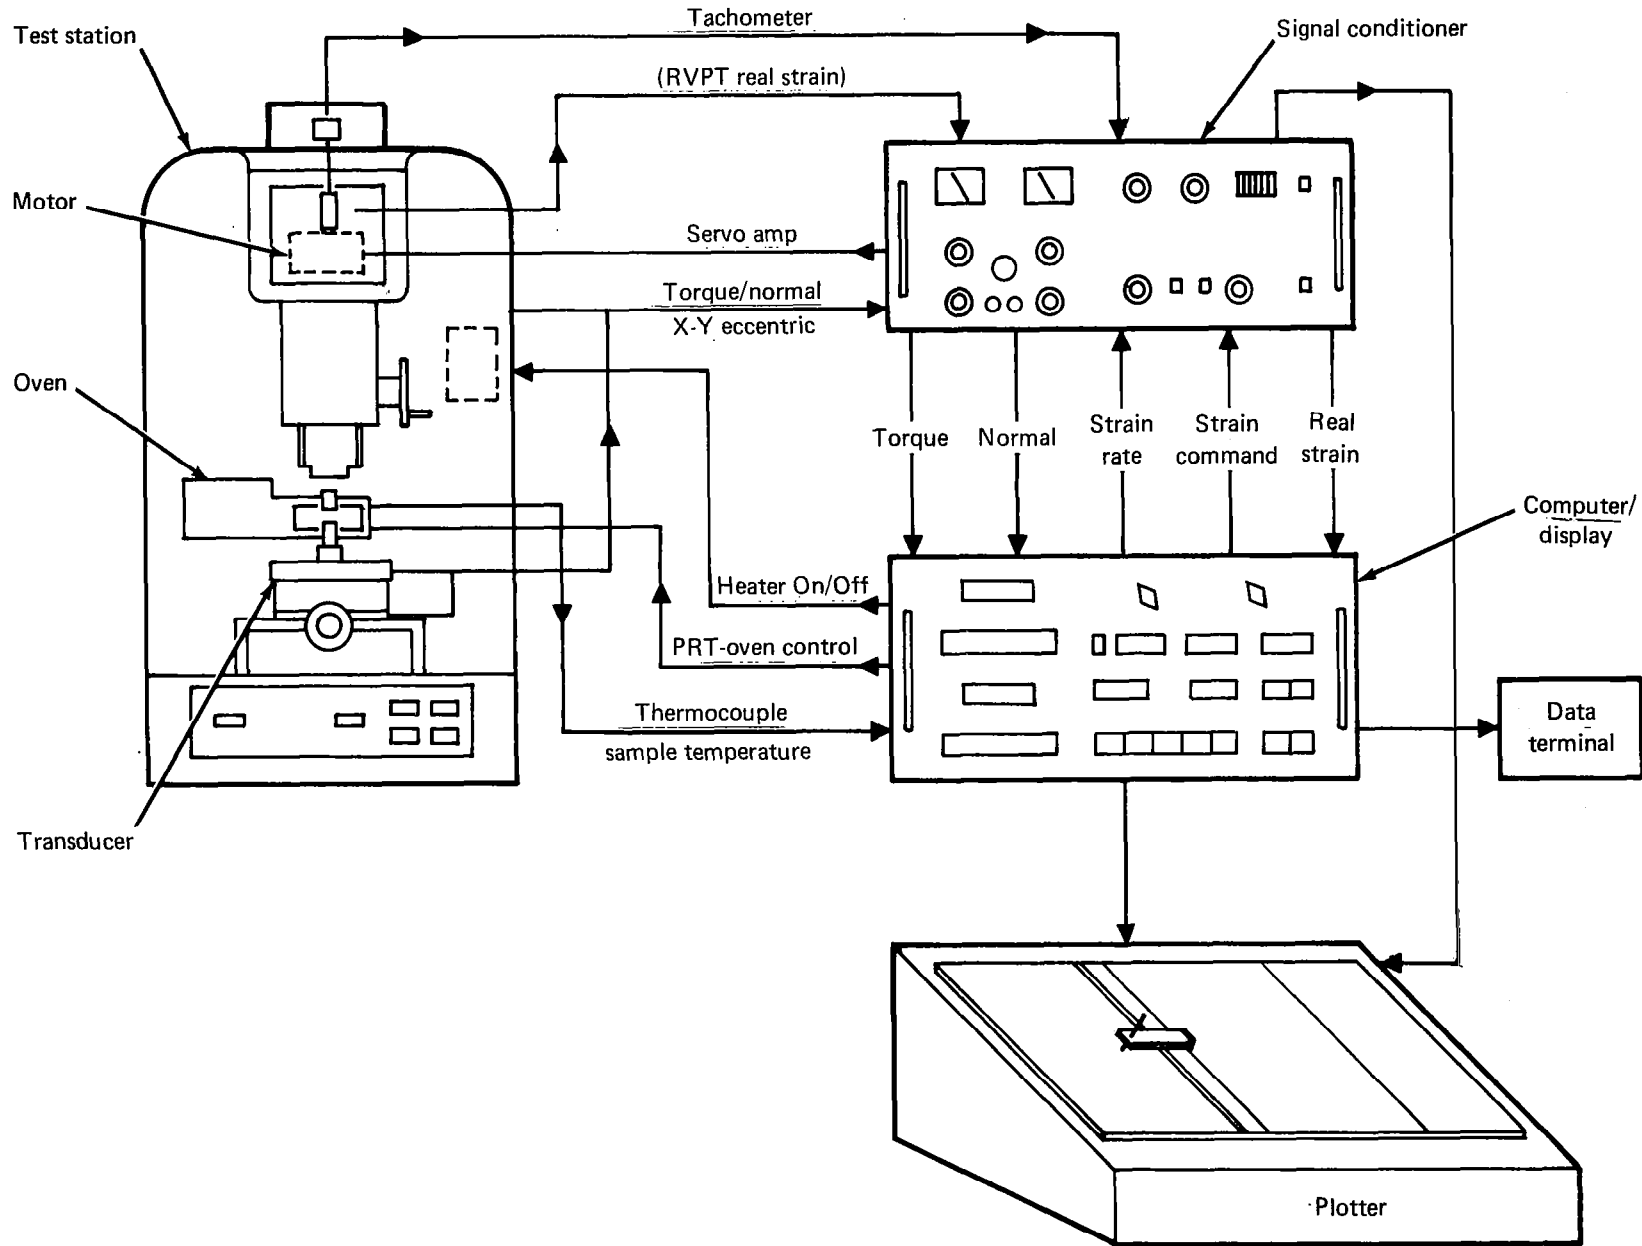 Tachometer
Test station
Signal conditioner
(RVPT real strain)
Motor
Servo amp
Torque/normal
X-Y eccentric
Oven
Torque
Normal
Strain
rate
Strain
command
Real
strain
Computer/
display
Heater On/Off
PRT-oven control
Thermocouple
sample temperature
Data
terminal
Transducer
Plotter